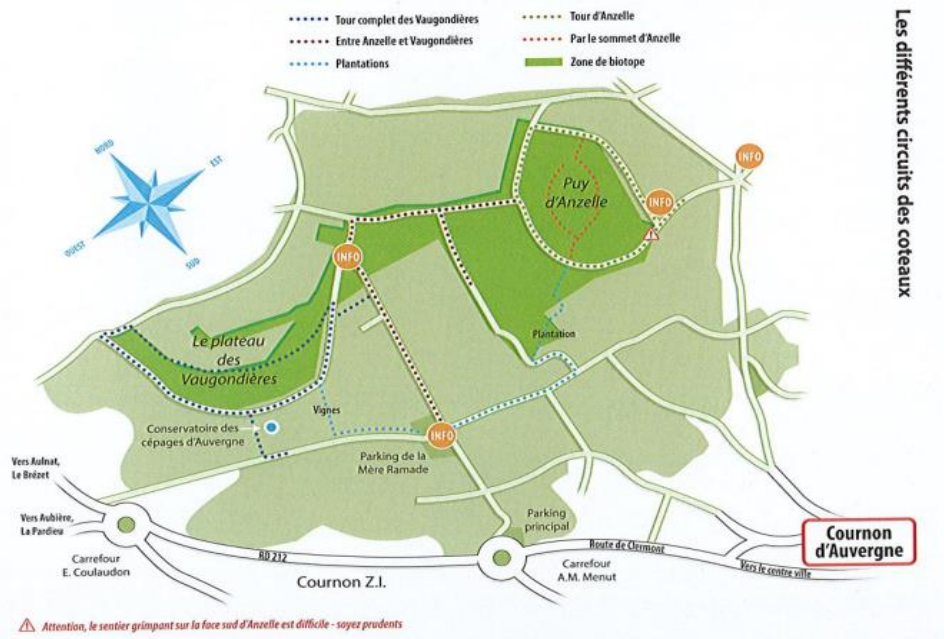 Tour complet des Vaugondières
Entre Anzelle et Vaugondières
Plantations
Tour d'Anzelle
Par le sommet d'Anzelle
Zone de biotope
Les différents circuits des coteaux
NORD
EST
OUEST
SUD
INFO
Puy
d'Anzelle
INFO
INFO
Le plateau
des
Vaugondières
Plantation
Vignes
Conservatoire des
cépages d'Auvergne
INFO
Parking de la
Mère Ramade
Vers Aulnat,
Le Brézet
Vers Aubière,
La Pardieu
Carrefour
E. Coulaudon
RD 212
Cournon Z.I.
Parking
principal
Route de Clermont
Carrefour
A.M. Menut
Vers le centre ville
Cournon
d'Auvergne
Attention, le sentier grimpant sur la face sud d'Anzelle est difficile - soyez prudents